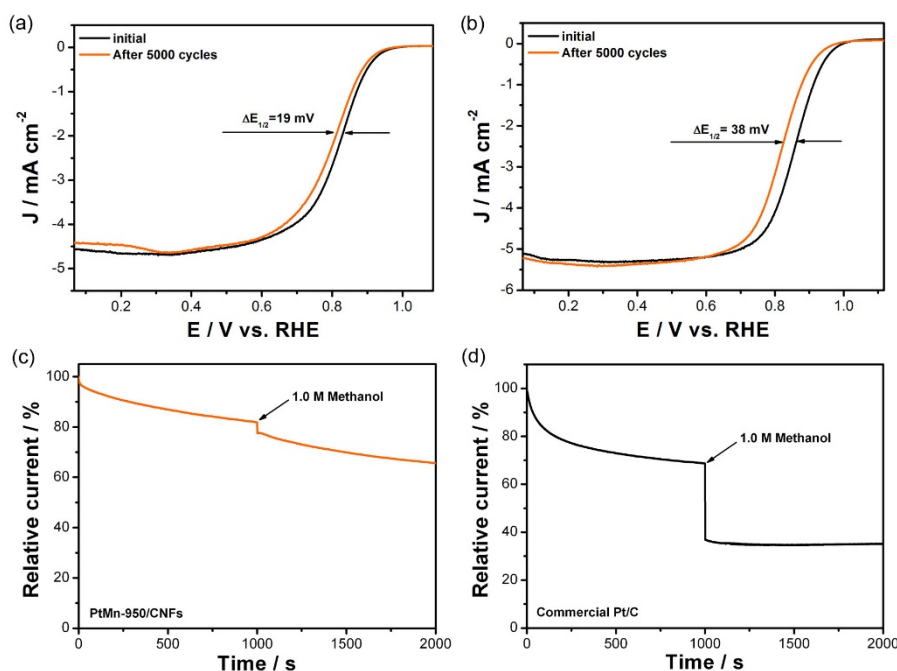 (a)
initial
After 5000 cycles
ΔE1/2=19 mV
0
-1
-2
-3
-4
-5
J / mA cm-2
0.2 0.4 0.6 0.8 1.0
E / V vs. RHE
(b)
initial
After 5000 cycles
ΔE1/2= 38 mV
0
-1
-2
-3
-4
-5
-6
J / mA cm-2
0.2 0.4 0.6 0.8 1.0
E / V vs. RHE
(c)
100
80
60
40
20
0
Relative current / %
1.0 M Methanol
PtMn-950/CNFs
0 500 1000 1500 2000
Time / s
(d)
100
80
60
40
20
0
Relative current / %
1.0 M Methanol
Commercial Pt/C
0 500 1000 1500 2000
Time / s